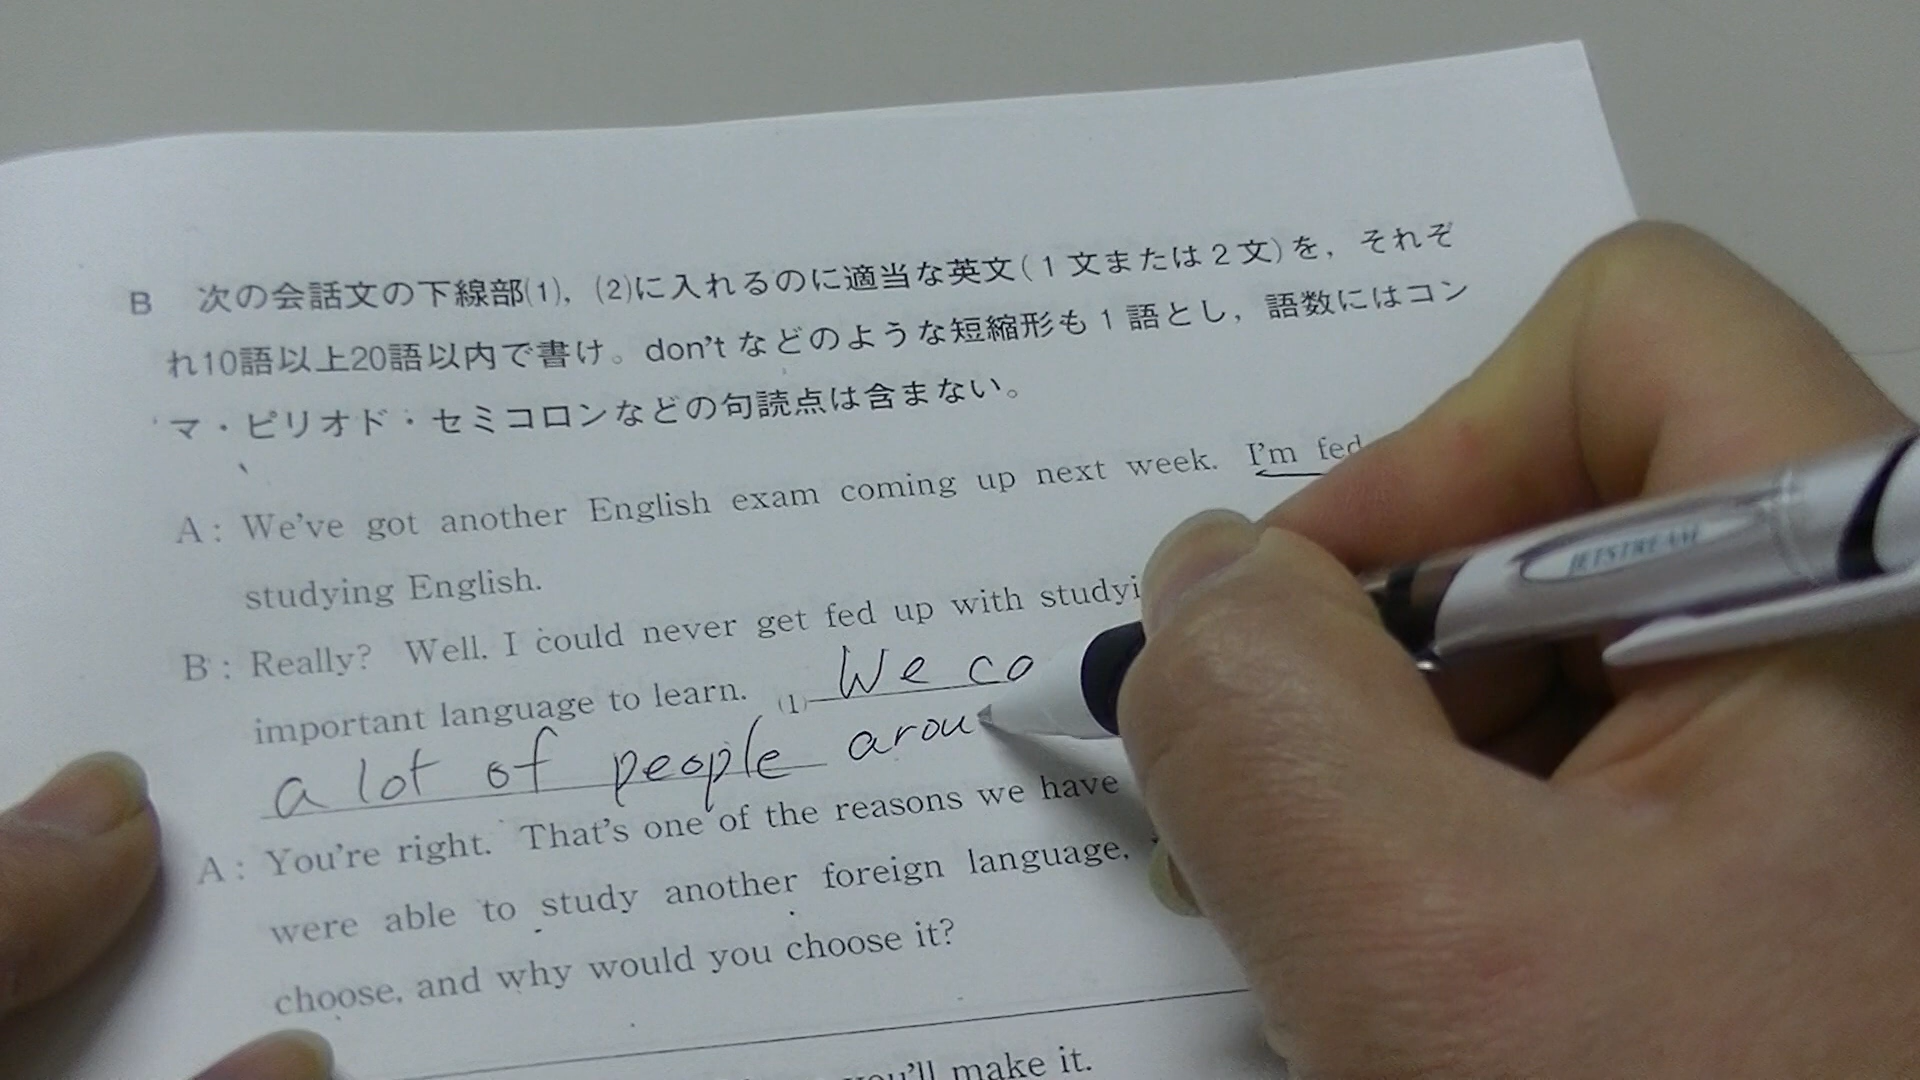 B 次の会話文の下線部(1), (2)に入れるのに適当な英文(1文または2文)を, それぞ
れ10語以上20語以内で書け。don'tなどのような短縮形も1語とし, 語数にはコン
マ・ピリオド・セミコロンなどの句読点は含まない。
A : We've got another English exam coming up next week. I'm fed
studying English.
B : Really? Well, I could never get fed up with
important language to learn. (1) We
a lot of people
A : You're right. That's one of the reasons we have
were able to study another foreign language,
choose, and why would you choose it?
you'll make it.
JETSTREAM